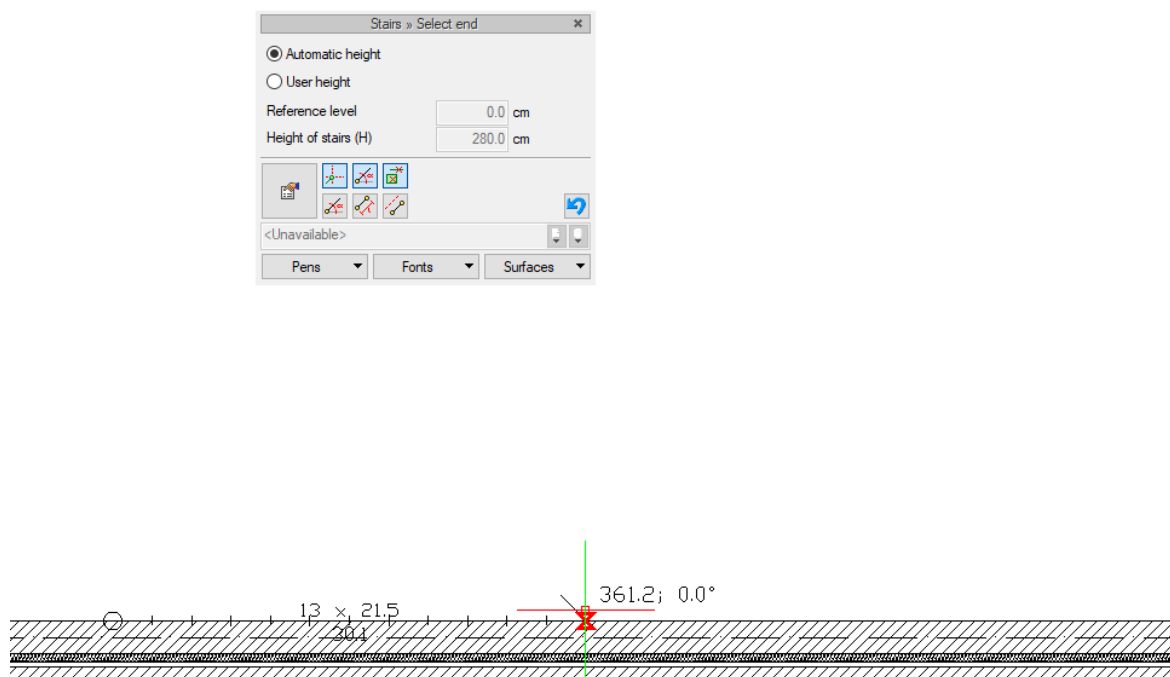 Stairs » Select end
Automatic height
User height
Reference level 0.0 cm
Height of stairs (H) 280.0 cm
<Unavailable>
Pens Fonts Surfaces
361.2; 0.0°
13 x 21.5
30.1